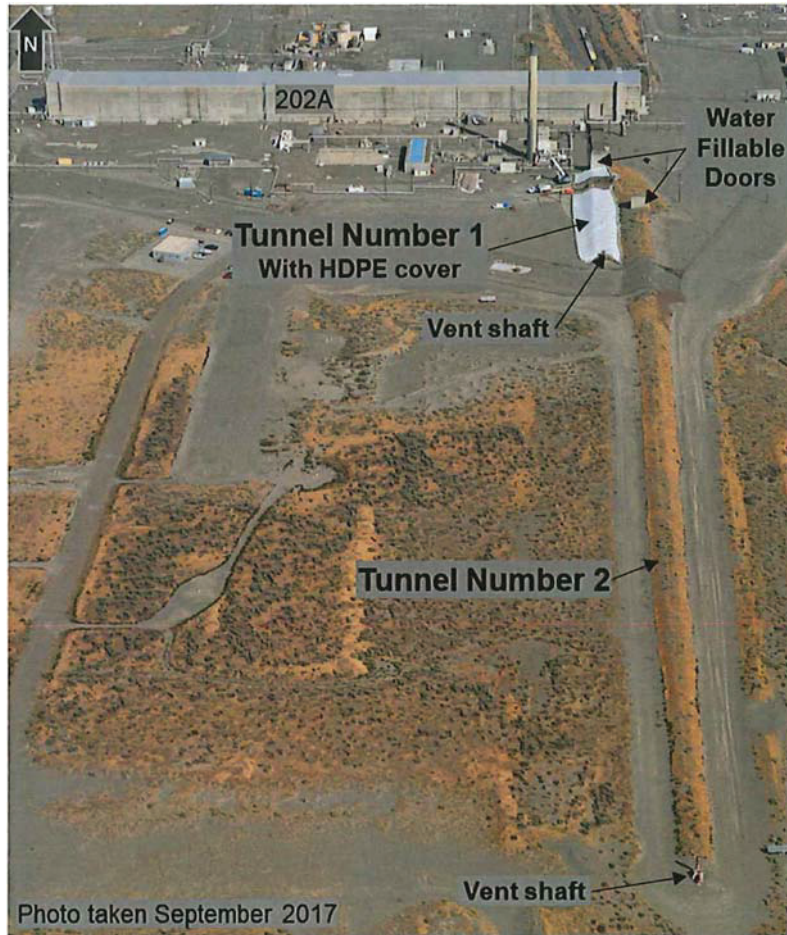 N
202A
Water
Fillable
Doors
Tunnel Number 1
With HDPE cover
Vent shaft
Tunnel Number 2
Vent shaft
Photo taken September 2017